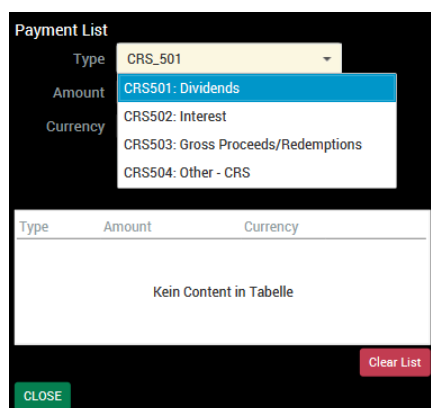 Payment List
Type CRS_501
Amount
CRS501: Dividends
CRS502: Interest
Currency
CRS503: Gross Proceeds/Redemptions
CRS504: Other - CRS
Type Amount Currency
Kein Content in Tabelle
Clear List
CLOSE